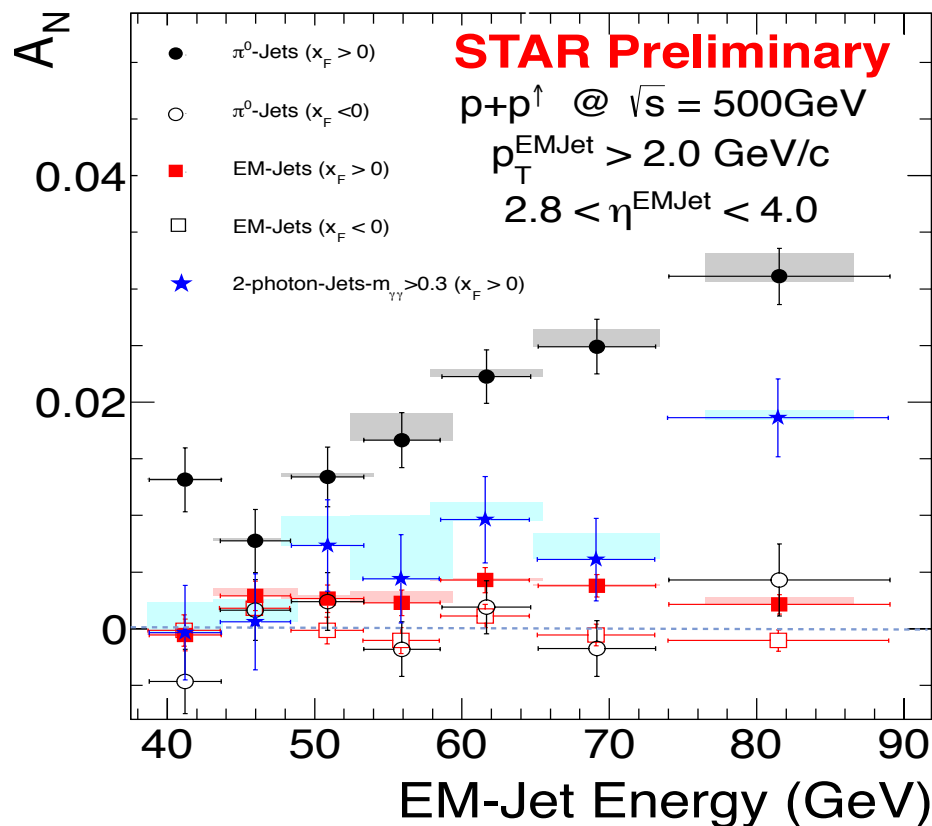 A_N
π⁰-Jets (x_F > 0)
π⁰-Jets (x_F <0)
EM-Jets (x_F > 0)
EM-Jets (x_F < 0)
2-photon-Jets-m_γγ>0.3 (x_F > 0)
STAR Preliminary
p+p↑ @ √s = 500GeV
p_T^EMJet > 2.0 GeV/c
2.8 < η^EMJet < 4.0
0.04
0.02
0
40 50 60 70 80 90
EM-Jet Energy (GeV)